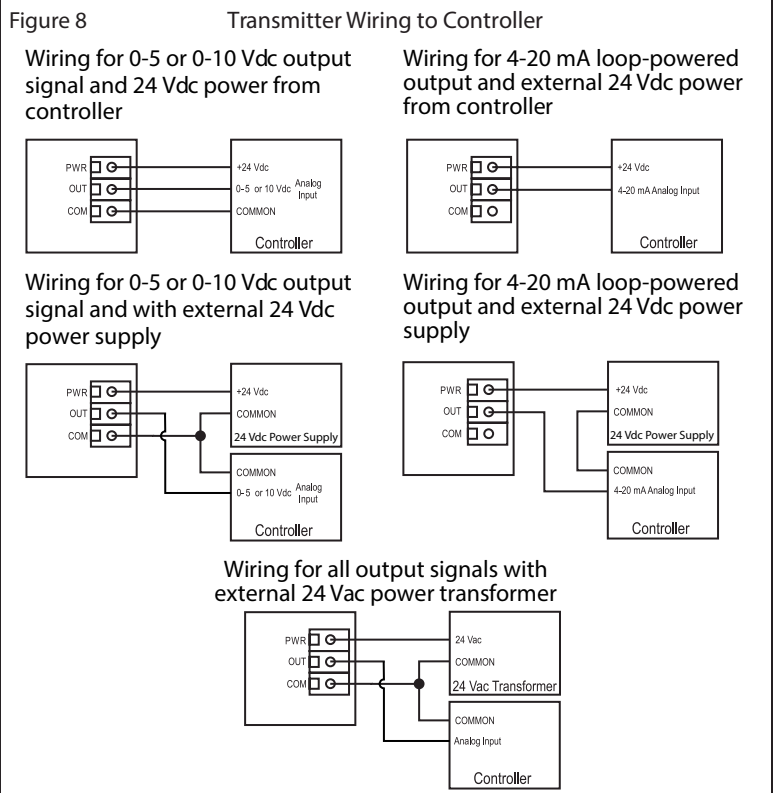 Figure 8
Transmitter Wiring to Controller
Wiring for 0-5 or 0-10 Vdc output
signal and 24 Vdc power from
controller
PWR
OUT
COM
+24 Vdc
0-5 or 10 Vdc Analog
Input
COMMON
Controller
Wiring for 4-20 mA loop-powered
output and external 24 Vdc power
from controller
PWR
OUT
COM
+24 Vdc
4-20 mA Analog Input
Controller
Wiring for 0-5 or 0-10 Vdc output
signal and with external 24 Vdc
power supply
PWR
OUT
COM
+24 Vdc
COMMON
24 Vdc Power Supply
COMMON
0-5 or 10 Vdc Analog
Input
Controller
Wiring for 4-20 mA loop-powered
output and external 24 Vdc power
supply
PWR
OUT
COM
+24 Vdc
COMMON
24 Vdc Power Supply
COMMON
4-20 mA Analog Input
Controller
Wiring for all output signals with
external 24 Vac power transformer
PWR
OUT
COM
24 Vac
COMMON
24 Vac Transformer
COMMON
Analog Input
Controller